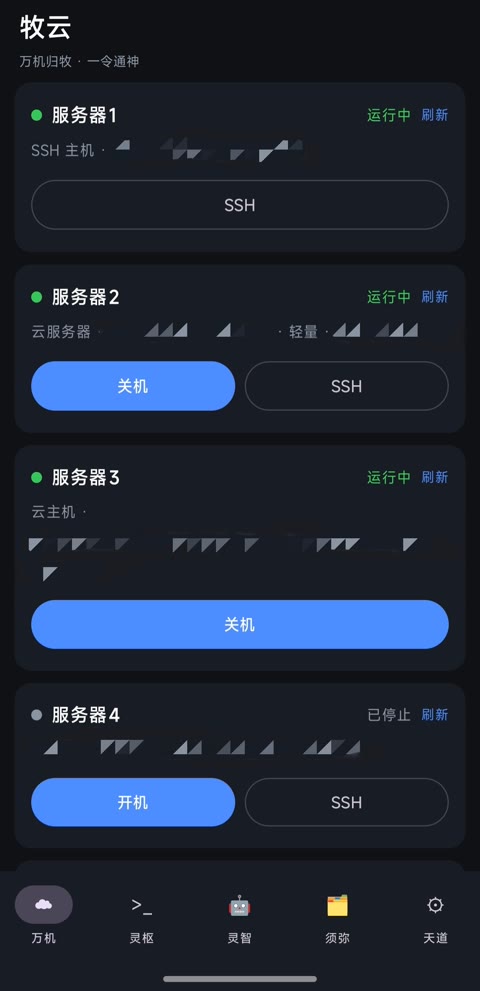 牧云
万机归牧 · 一令通神
服务器1
运行中 刷新
SSH 主机 ·
SSH
服务器2
运行中 刷新
云服务器 · · 轻量 ·
关机 SSH
服务器3
运行中 刷新
云主机 ·
关机
服务器4
已停止 刷新
开机 SSH
>_
万机 灵枢 灵智 须弥 天道